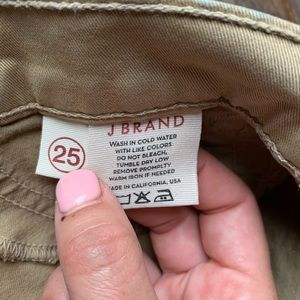 J BRAND
25
WASH IN COLD WATER
WITH LIKE COLORS
DO NOT BLEACH,
TUMBLE DRY LOW
REMOVE PROMPLTY
WARM IRON IF NEEDED
MADE IN CALIFORNIA, USA